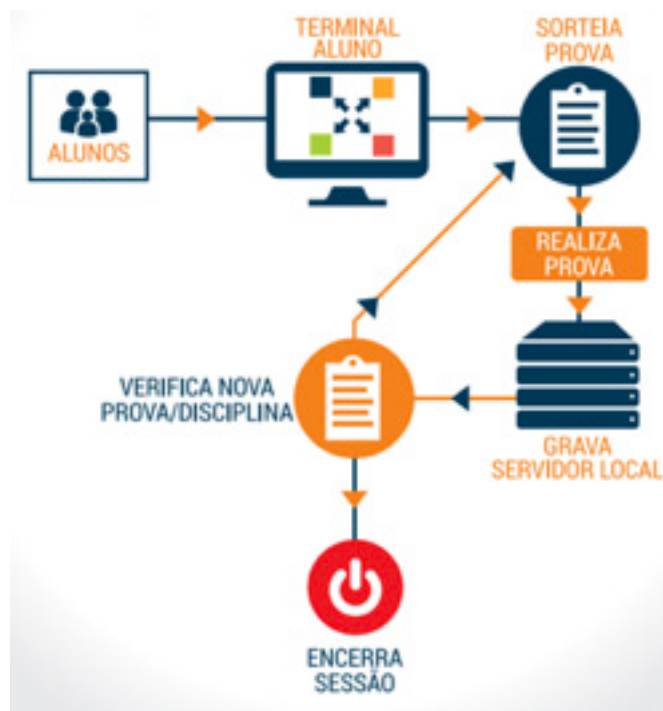 TERMINAL
ALUNO
SORTEIA
PROVA
ALUNOS
REALIZA
PROVA
VERIFICA NOVA
PROVA/DISCIPLINA
GRAVA
SERVIDOR LOCAL
ENCERRA
SESSÃO